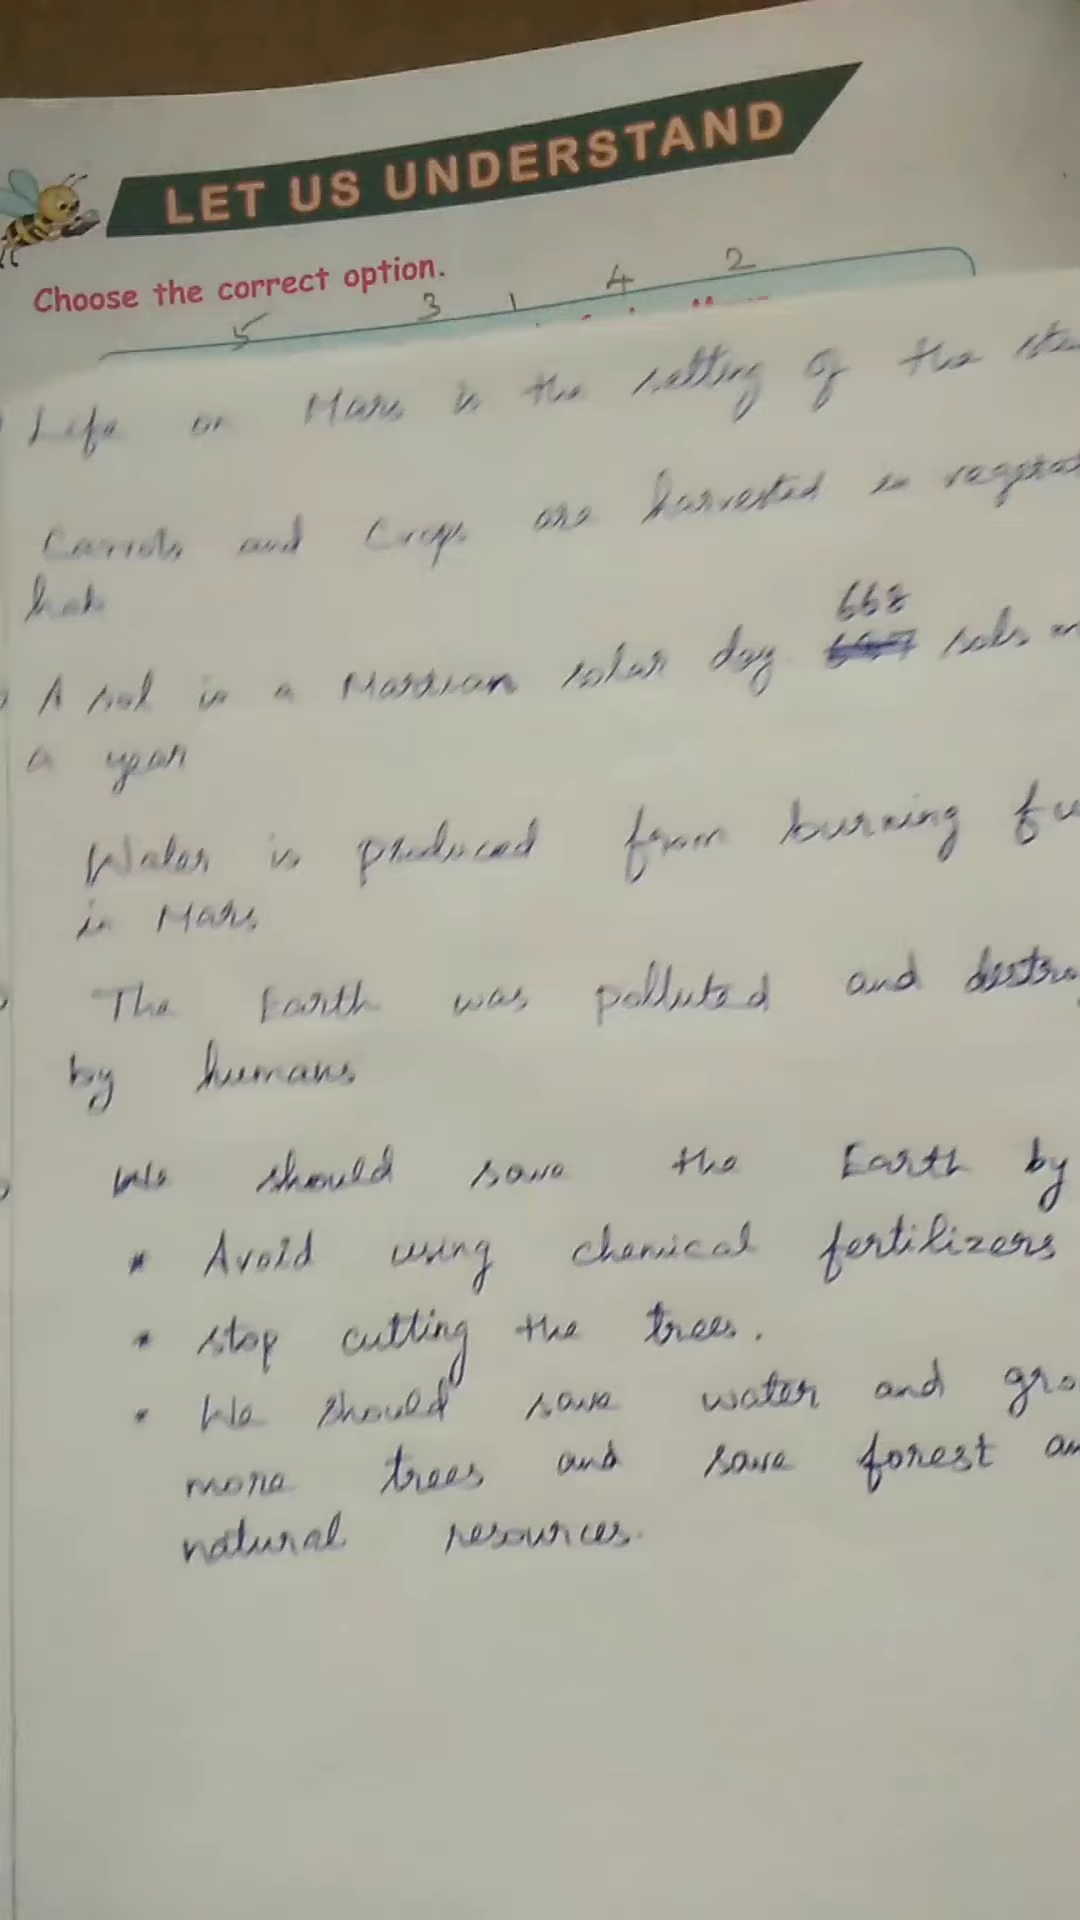 LET US UNDERSTAND
Choose the correct option.
5 3 1 4 2
Life on Mars is the setting of the
Carrots and Crops are harvested in
hab
A sol is a Martian solar day 668 sols
a year
Water is produced from burning
in Mars
The Earth was polluted and
by humans
We should save the Earth by
* Avoid using chemical fertilizers
* stop cutting the trees.
* We should save water and
more trees and save forest
natural resources.